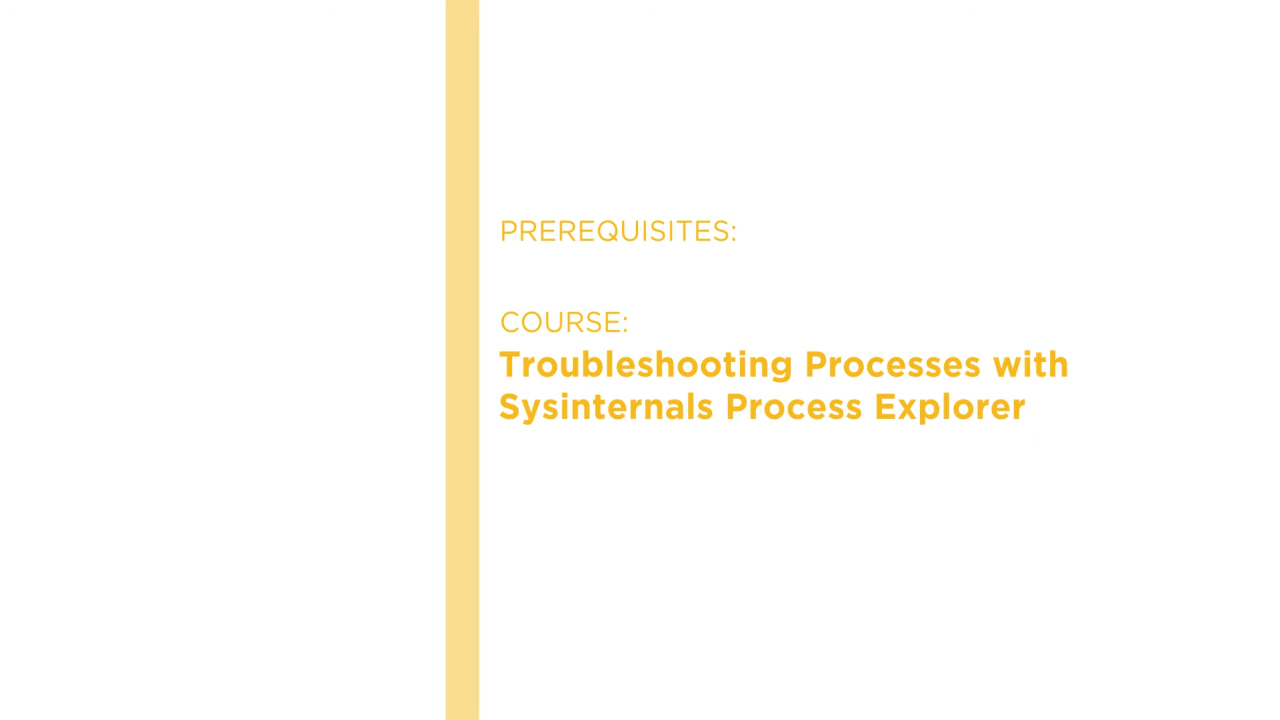 PREREQUISITES:
COURSE:
Troubleshooting Processes with
Sysinternals Process Explorer